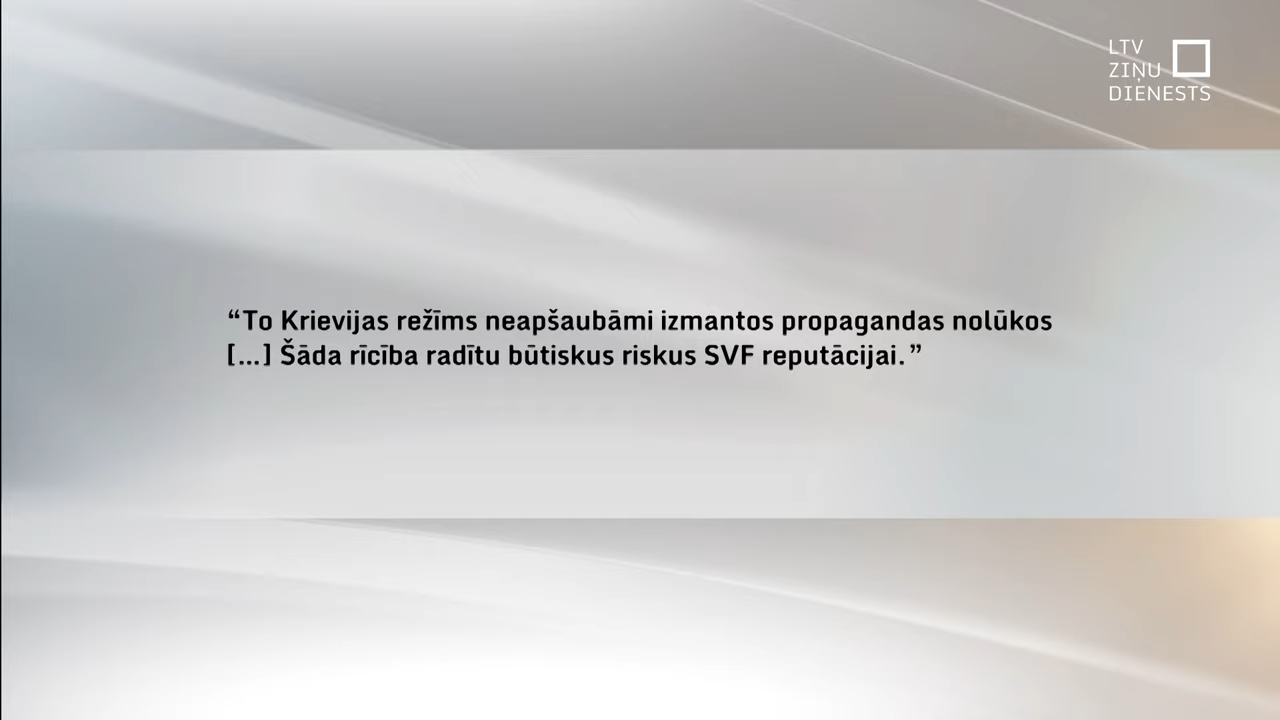 LTV
ZIŅU
DIENESTS
“To Krievijas režīms neapšaubāmi izmantos propagandas nolūkos
[...] Šāda rīcība radītu būtiskus riskus SVF reputācijai.”